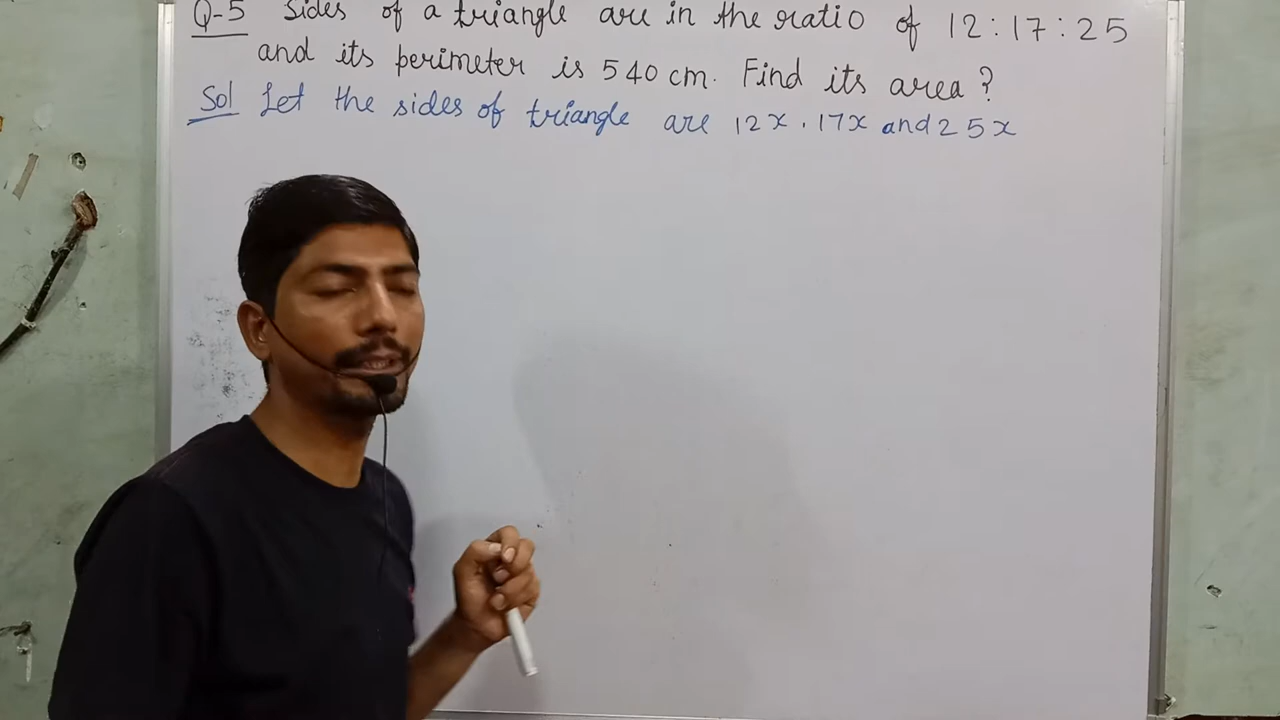 Q-5 Sides of a triangle are in the ratio of 12:17:25
and its perimeter is 540 cm. Find its area?
Sol Let the sides of triangle are 12x, 17x and 25x